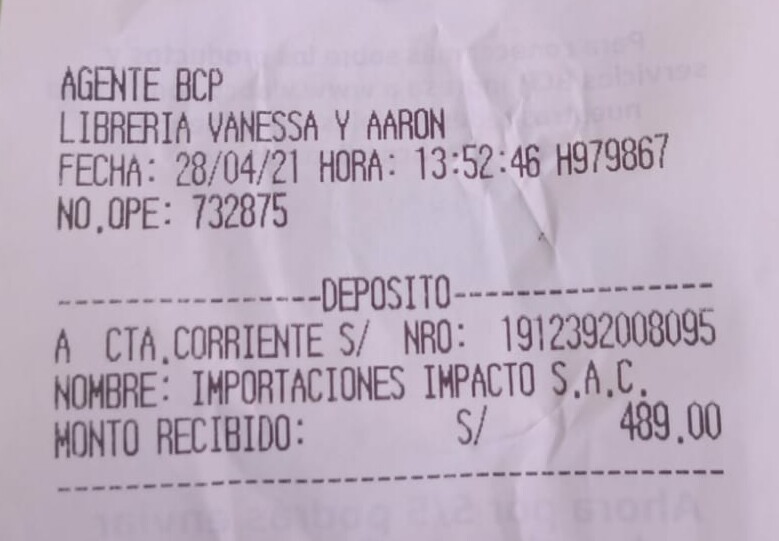 AGENTE BCP
LIBRERIA VANESSA Y AARON
FECHA: 28/04/21 HORA: 13:52:46 H979867
NO.OPE: 732875
----------------DEPOSITO----------------
A CTA.CORRIENTE S/ NRO: 1912392008095
NOMBRE: IMPORTACIONES IMPACTO S.A.C.
MONTO RECIBIDO: S/ 489.00
----------------------------------------